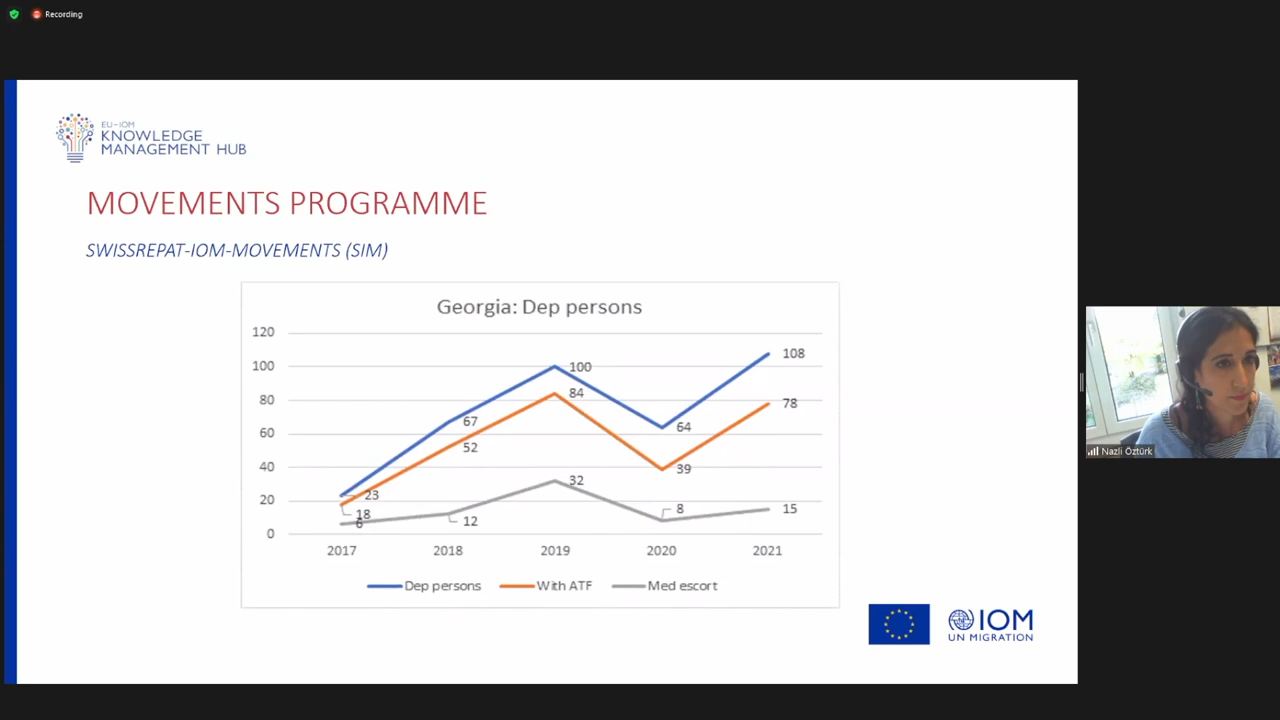 Recording
EU-IOM
KNOWLEDGE
MANAGEMENT HUB
MOVEMENTS PROGRAMME
SWISSREPAT-IOM-MOVEMENTS (SIM)
Georgia: Dep persons
120
100
80
60
40
20
0
23
67
100
64
108
18
52
84
39
78
6
12
32
8
15
2017 2018 2019 2020 2021
Dep persons With ATF Med escort
IOM
UN MIGRATION
Nazli Öztürk